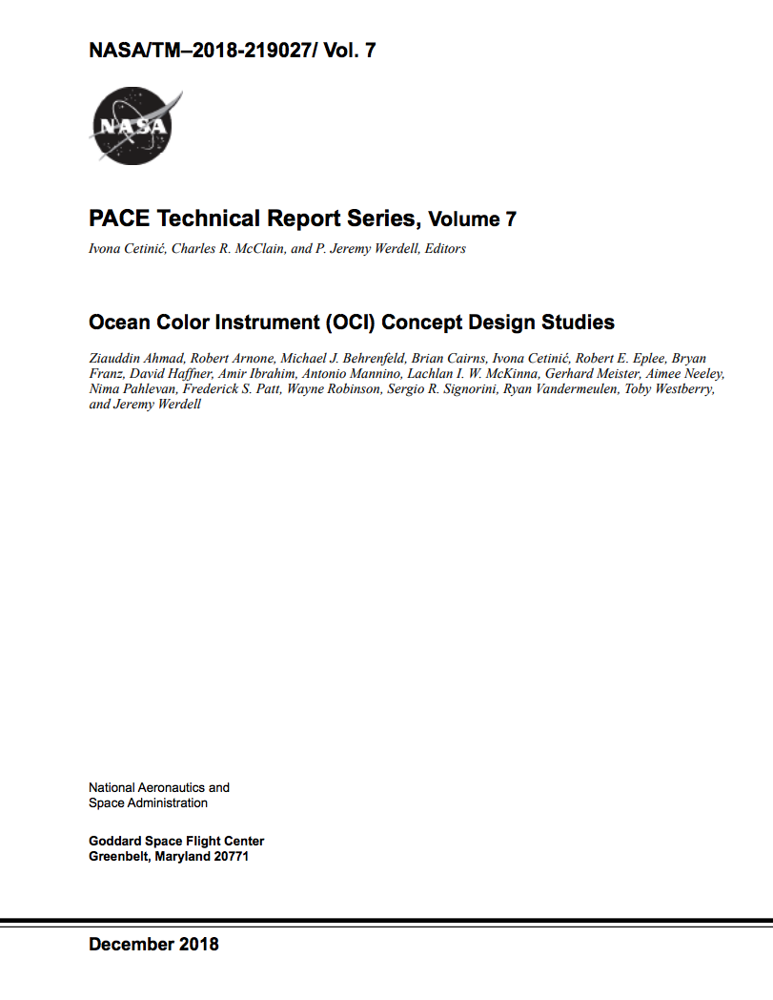 NASA/TM–2018-219027/ Vol. 7
NASA
PACE Technical Report Series, Volume 7
Ivona Cetinić, Charles R. McClain, and P. Jeremy Werdell, Editors
Ocean Color Instrument (OCI) Concept Design Studies
Ziauddin Ahmad, Robert Arnone, Michael J. Behrenfeld, Brian Cairns, Ivona Cetinić, Robert E. Eplee, Bryan
Franz, David Haffner, Amir Ibrahim, Antonio Mannino, Lachlan I. W. McKinna, Gerhard Meister, Aimee Neeley,
Nima Pahlevan, Frederick S. Patt, Wayne Robinson, Sergio R. Signorini, Ryan Vandermeulen, Toby Westberry,
and Jeremy Werdell
National Aeronautics and
Space Administration
Goddard Space Flight Center
Greenbelt, Maryland 20771
December 2018